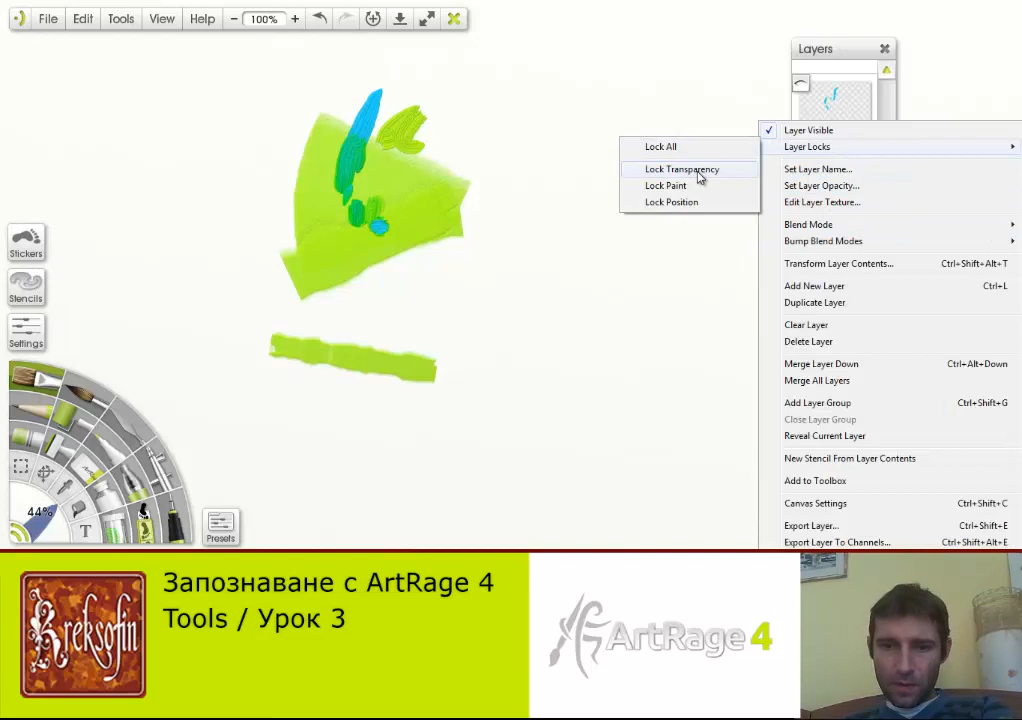 File Edit Tools View Help − 100% +
Layers
Layer Visible
Layer Locks
Set Layer Name...
Set Layer Opacity...
Edit Layer Texture...
Blend Mode
Bump Blend Modes
Transform Layer Contents... Ctrl+Shift+Alt+T
Add New Layer Ctrl+L
Duplicate Layer
Clear Layer
Delete Layer
Merge Layer Down Ctrl+Alt+Down
Merge All Layers
Add Layer Group Ctrl+Shift+G
Close Layer Group
Reveal Current Layer
New Stencil From Layer Contents
Add to Toolbox
Canvas Settings Ctrl+Shift+C
Export Layer... Ctrl+Shift+E
Export Layer To Channels... Ctrl+Shift+Alt+E
Lock All
Lock Transparency
Lock Paint
Lock Position
Stickers
Stencils
Settings
44%
T
Presets
Kreksofin
Запознаване с ArtRage 4
Tools / Урок 3
ArtRage 4